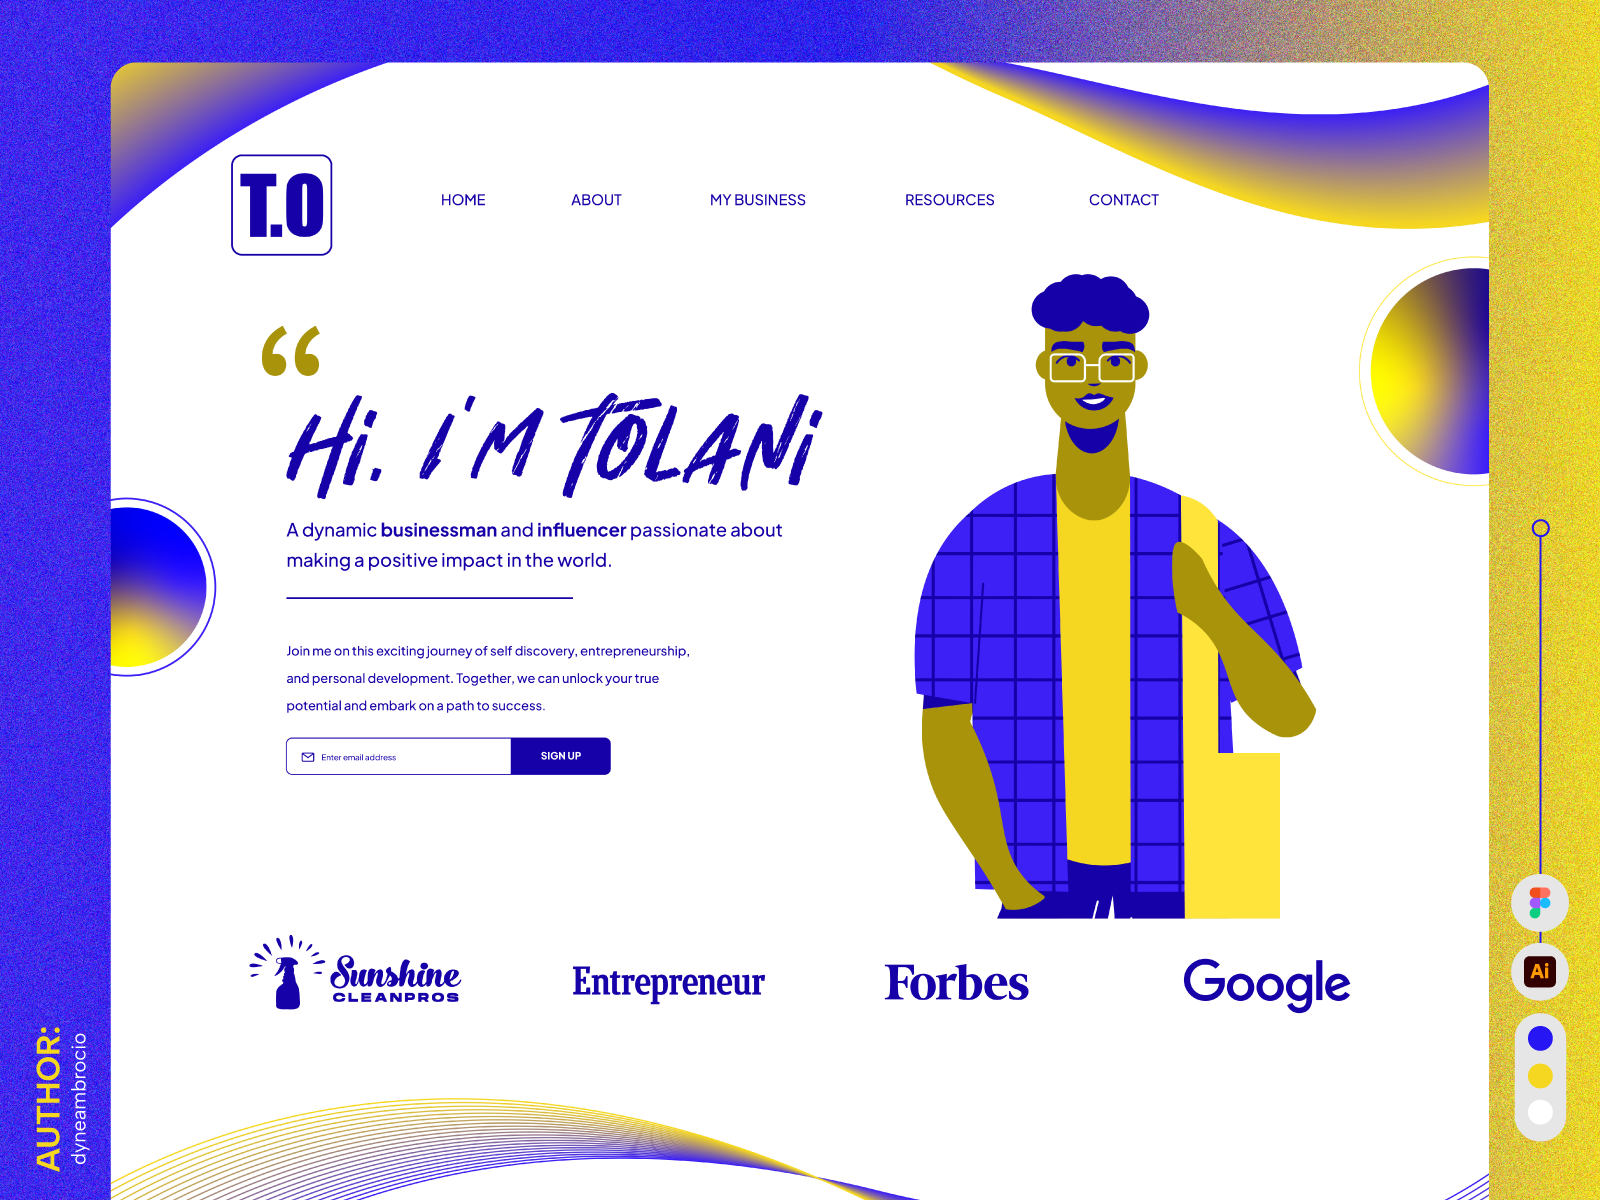 T.O
HOME
ABOUT
MY BUSINESS
RESOURCES
CONTACT
“
Hi. I'M TOLANi
A dynamic businessman and influencer passionate about
making a positive impact in the world.
Join me on this exciting journey of self discovery, entrepreneurship,
and personal development. Together, we can unlock your true
potential and embark on a path to success.
Enter email address
SIGN UP
Sunshine
CLEANPROS
Entrepreneur
Forbes
Google
AUTHOR:
dyneambrocio
Ai